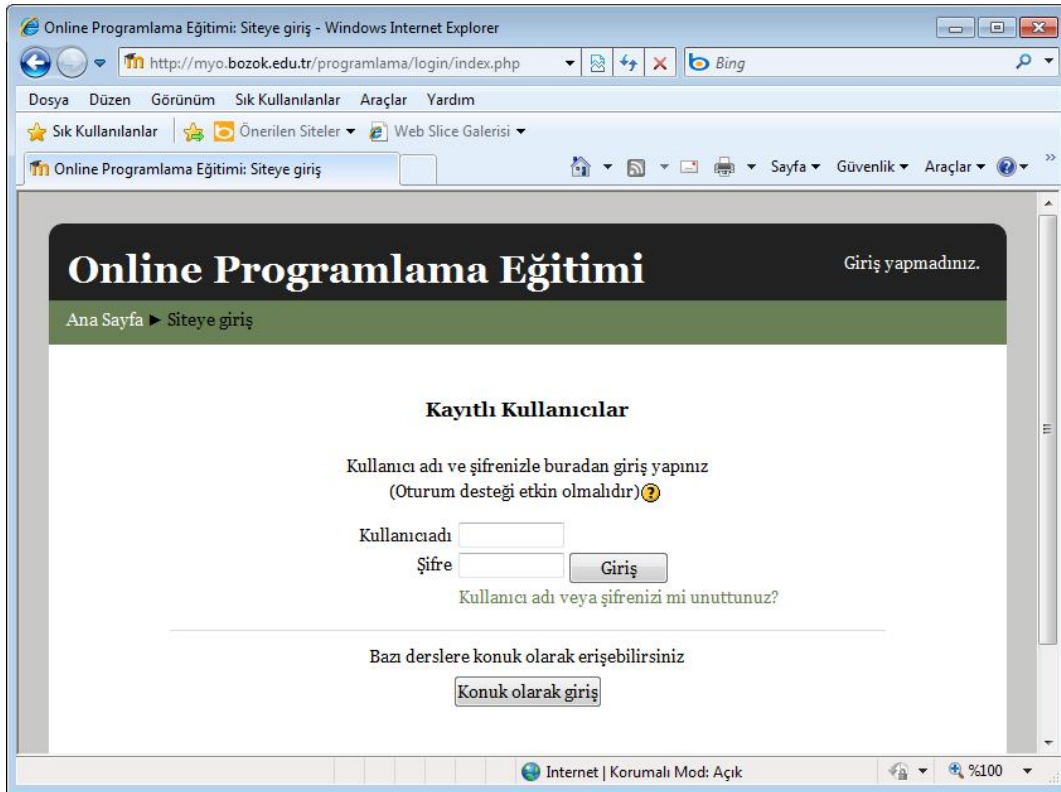 Online Programlama Eğitimi: Siteye giriş - Windows Internet Explorer
http://myo.bozok.edu.tr/programlama/login/index.php
Bing
Dosya Düzen Görünüm Sık Kullanılanlar Araçlar Yardım
Sık Kullanılanlar Önerilen Siteler Web Slice Galerisi
Online Programlama Eğitimi: Siteye giriş
Sayfa Güvenlik Araçlar
Online Programlama Eğitimi
Giriş yapmadınız.
Ana Sayfa ► Siteye giriş
Kayıtlı Kullanıcılar
Kullanıcı adı ve şifrenizle buradan giriş yapınız
(Oturum desteği etkin olmalıdır)
Kullanıcıadı
Şifre
Giriş
Kullanıcı adı veya şifrenizi mi unuttunuz?
Bazı derslere konuk olarak erişebilirsiniz
Konuk olarak giriş
Internet | Korumalı Mod: Açık
%100